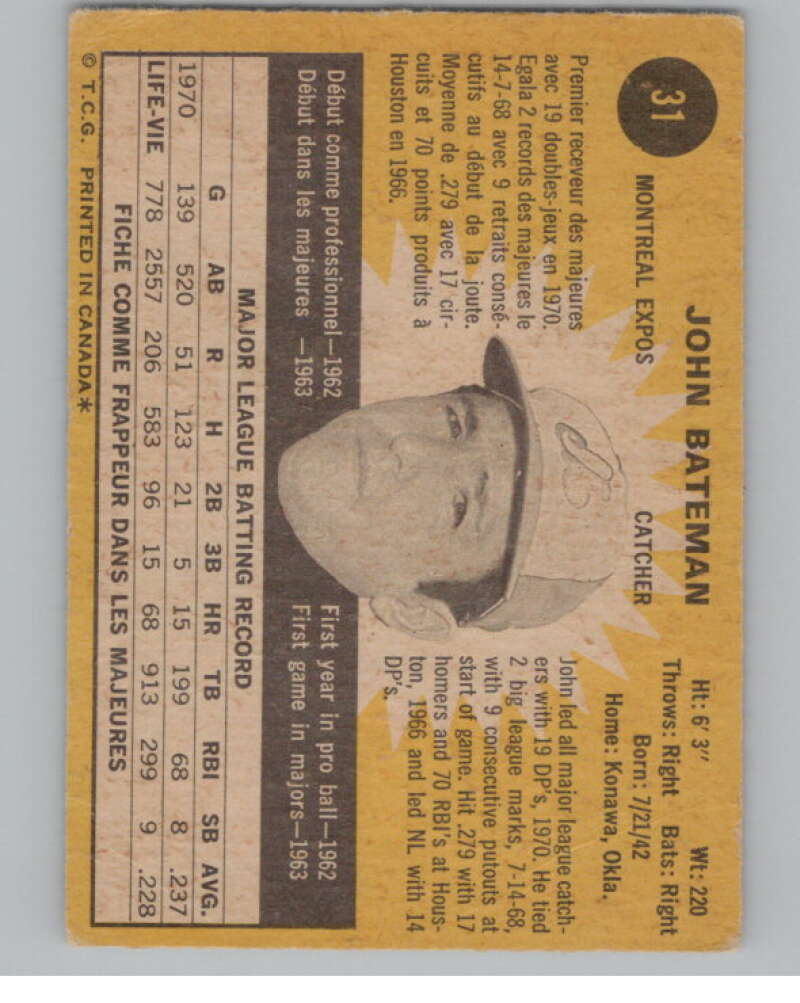 31
JOHN BATEMAN
MONTREAL EXPOS
CATCHER
Ht: 6' 3" Wt: 220
Throws: Right Bats: Right
Born: 7/21/42
Home: Konawa, Okla.
Premier receveur des majeures
avec 19 doubles-jeux en 1970.
Egala 2 records des majeures le
14-7-68 avec 9 retraits consé-
cutifs au début de la joute.
Moyenne de .279 avec 17 cir-
cuits et 70 points produits à
Houston en 1966.
John led all major league catch-
ers with 19 DP's, 1970. He tied
2 big league marks, 7-14-68,
with 9 consecutive putouts at
start of game. Hit .279 with 17
homers and 70 RBI's at Hous-
ton, 1966 and led NL with 14
DP's.
Début comme professionnel—1962
Début dans les majeures —1963
First year in pro ball—1962
First game in majors—1963
MAJOR LEAGUE BATTING RECORD
G AB R H 2B 3B HR TB RBI SB AVG.
1970 139 520 51 123 21 5 15 199 68 8 .237
LIFE-VIE 778 2557 206 583 96 15 68 913 299 9 .228
FICHE COMME FRAPPEUR DANS LES MAJEURES
© T.C.G. PRINTED IN CANADA*